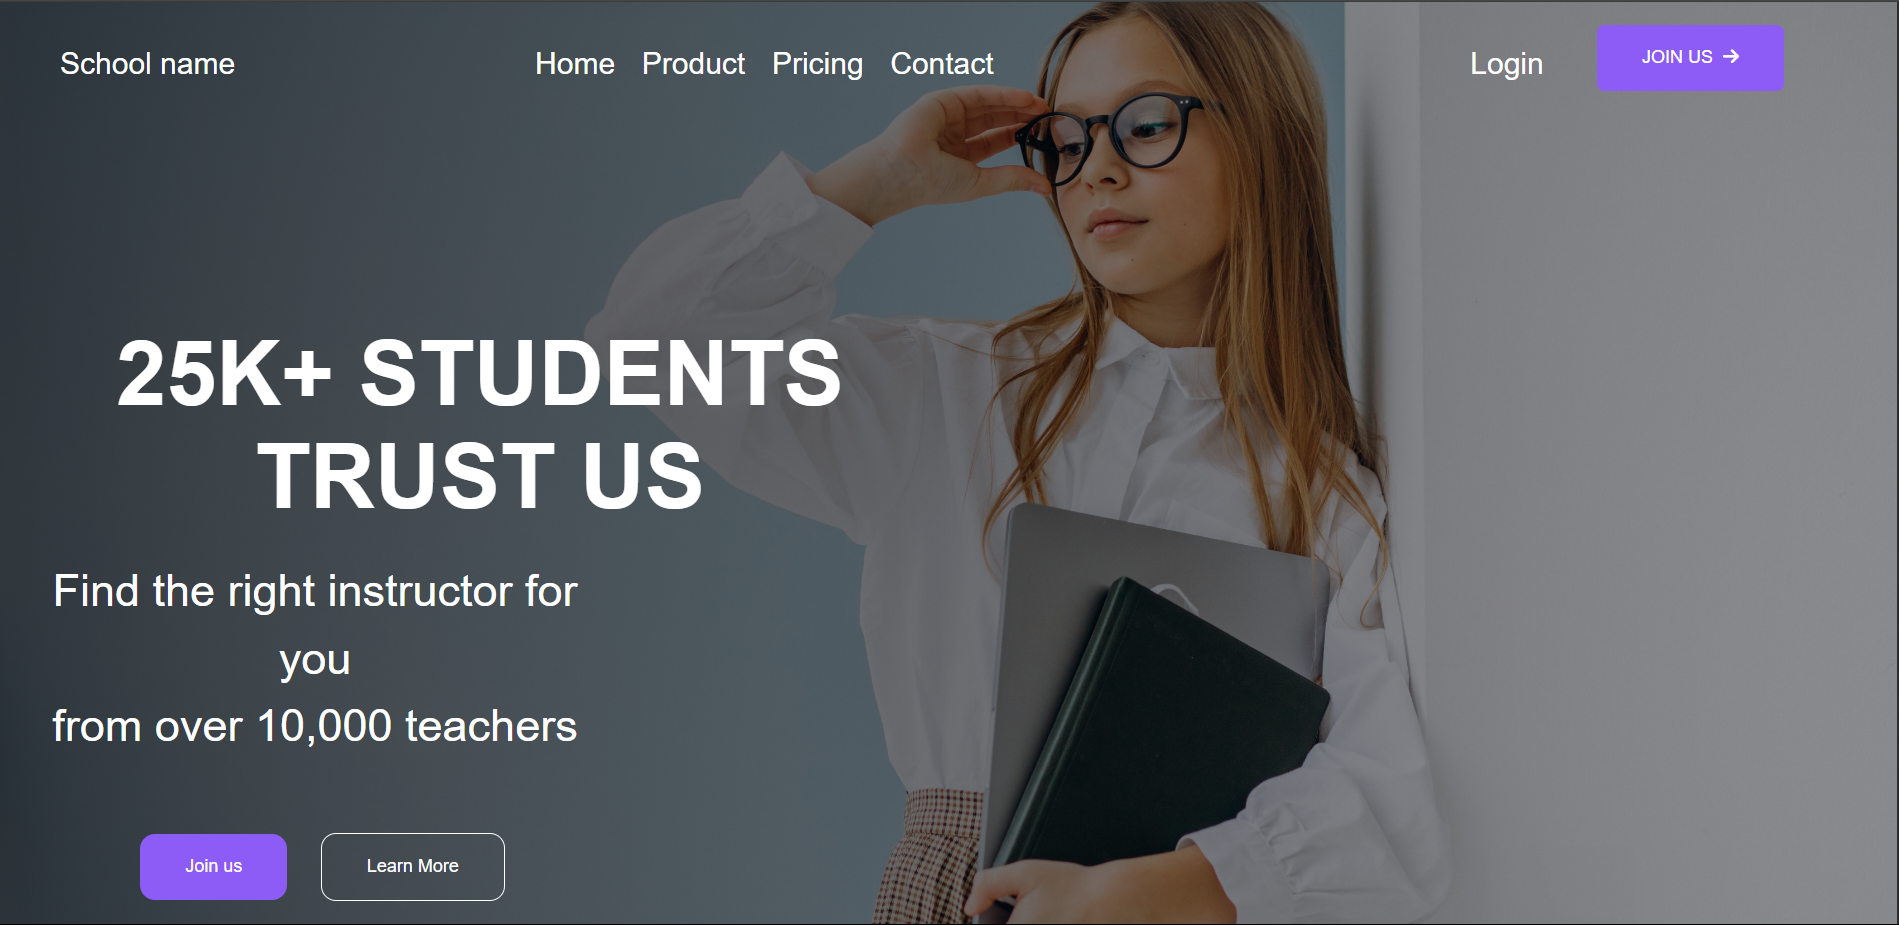 School name
Home Product Pricing Contact
Login
JOIN US
25K+ STUDENTS
TRUST US
Find the right instructor for
you
from over 10,000 teachers
Join us
Learn More